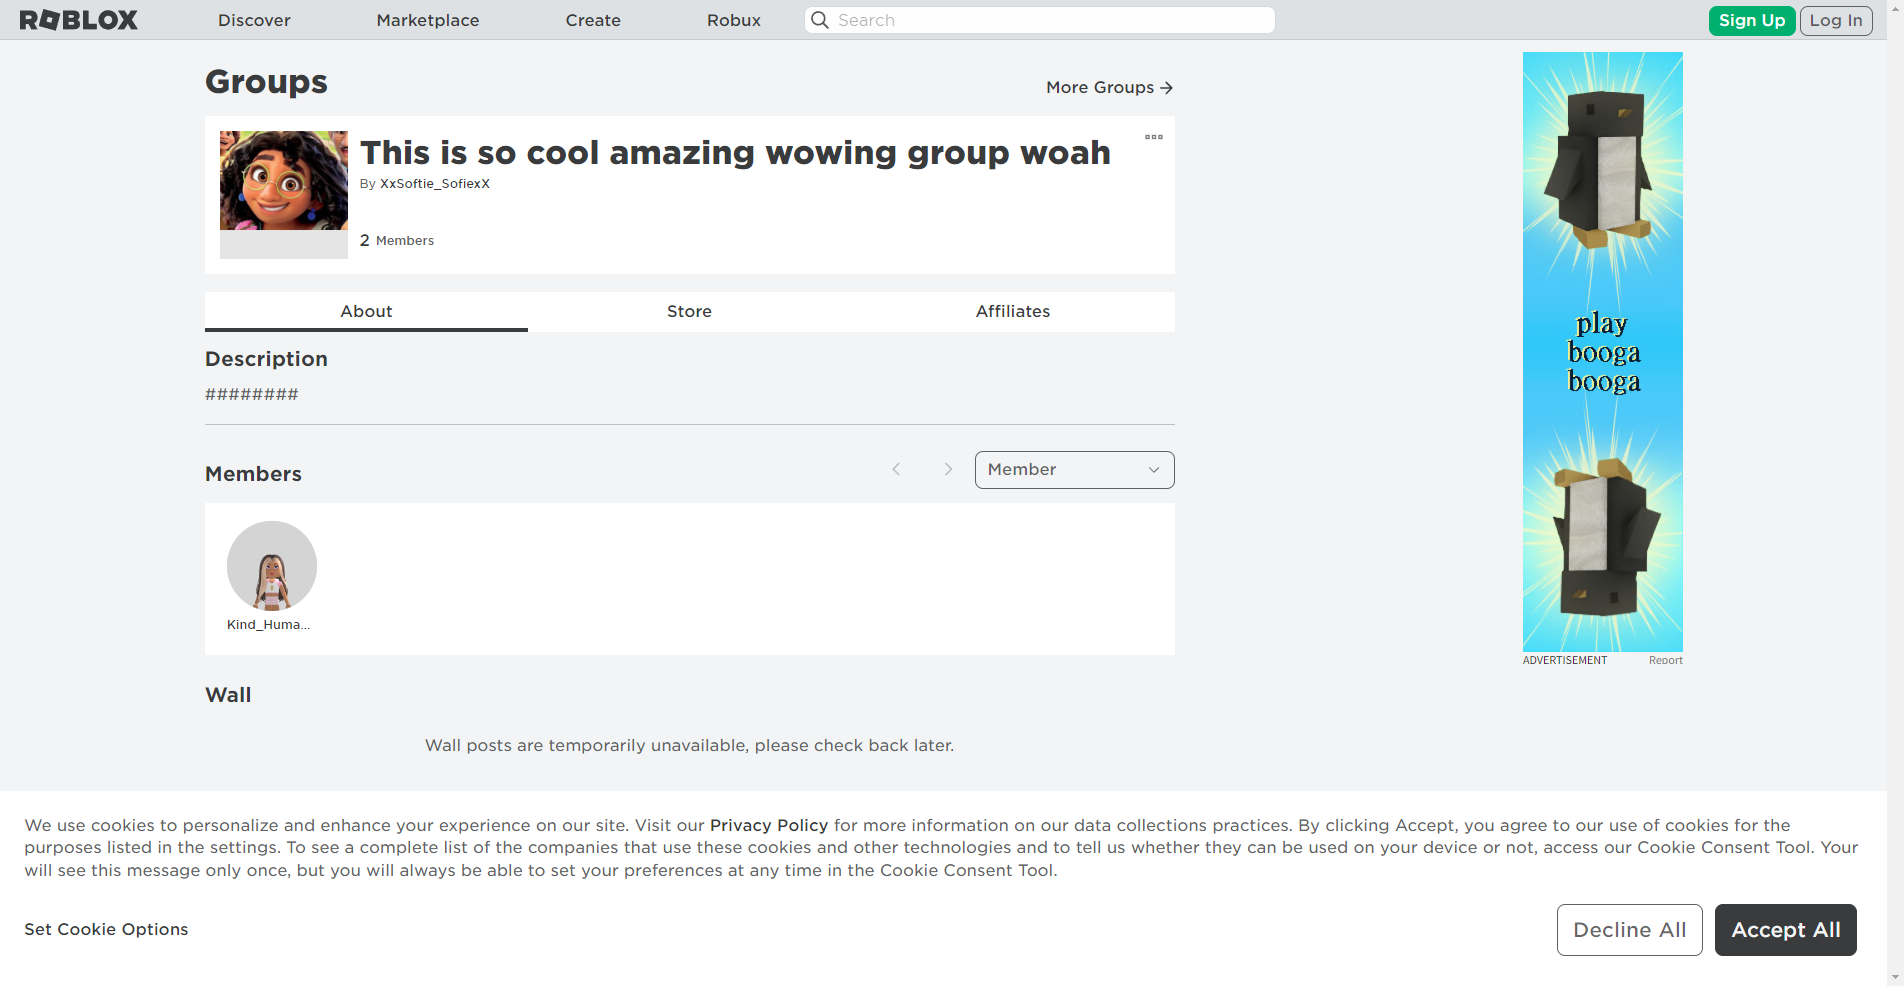 ROBLOX
Discover
Marketplace
Create
Robux
Search
Sign Up
Log In
Groups
More Groups
This is so cool amazing wowing group woah
By XxSoftie_SofiexX
2 Members
About
Store
Affiliates
Description
########
Members
Member
Kind_Huma...
Wall
Wall posts are temporarily unavailable, please check back later.
play
booga
booga
ADVERTISEMENT
Report
We use cookies to personalize and enhance your experience on our site. Visit our Privacy Policy for more information on our data collections practices. By clicking Accept, you agree to our use of cookies for the
purposes listed in the settings. To see a complete list of the companies that use these cookies and other technologies and to tell us whether they can be used on your device or not, access our Cookie Consent Tool. Your
will see this message only once, but you will always be able to set your preferences at any time in the Cookie Consent Tool.
Set Cookie Options
Decline All
Accept All